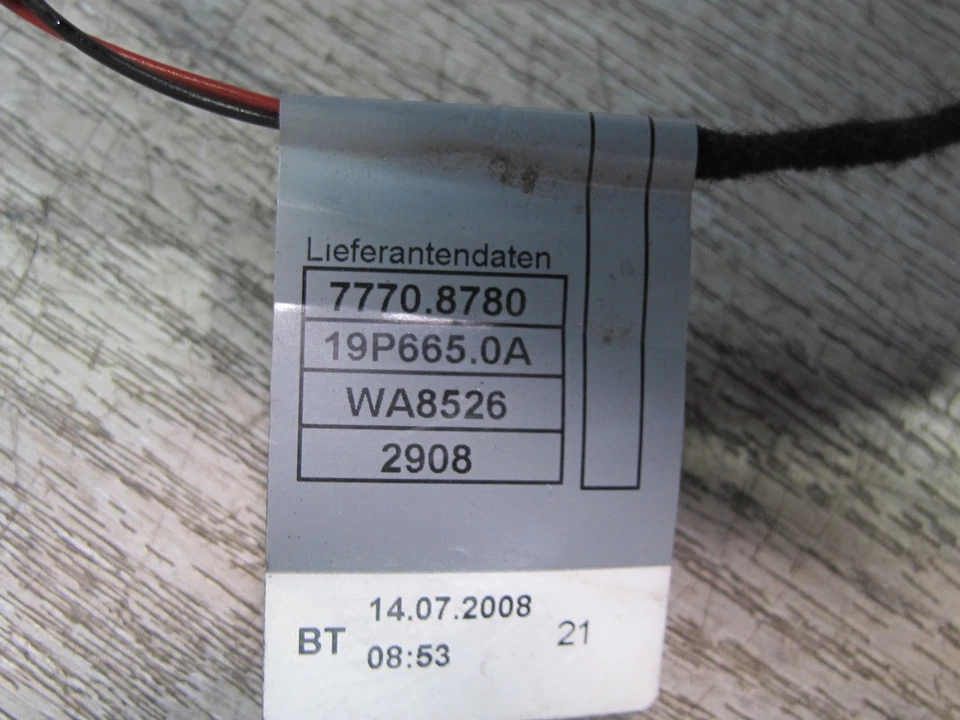 Lieferantendaten
7770.8780
19P665.0A
WA8526
2908
14.07.2008
BT 21
08:53